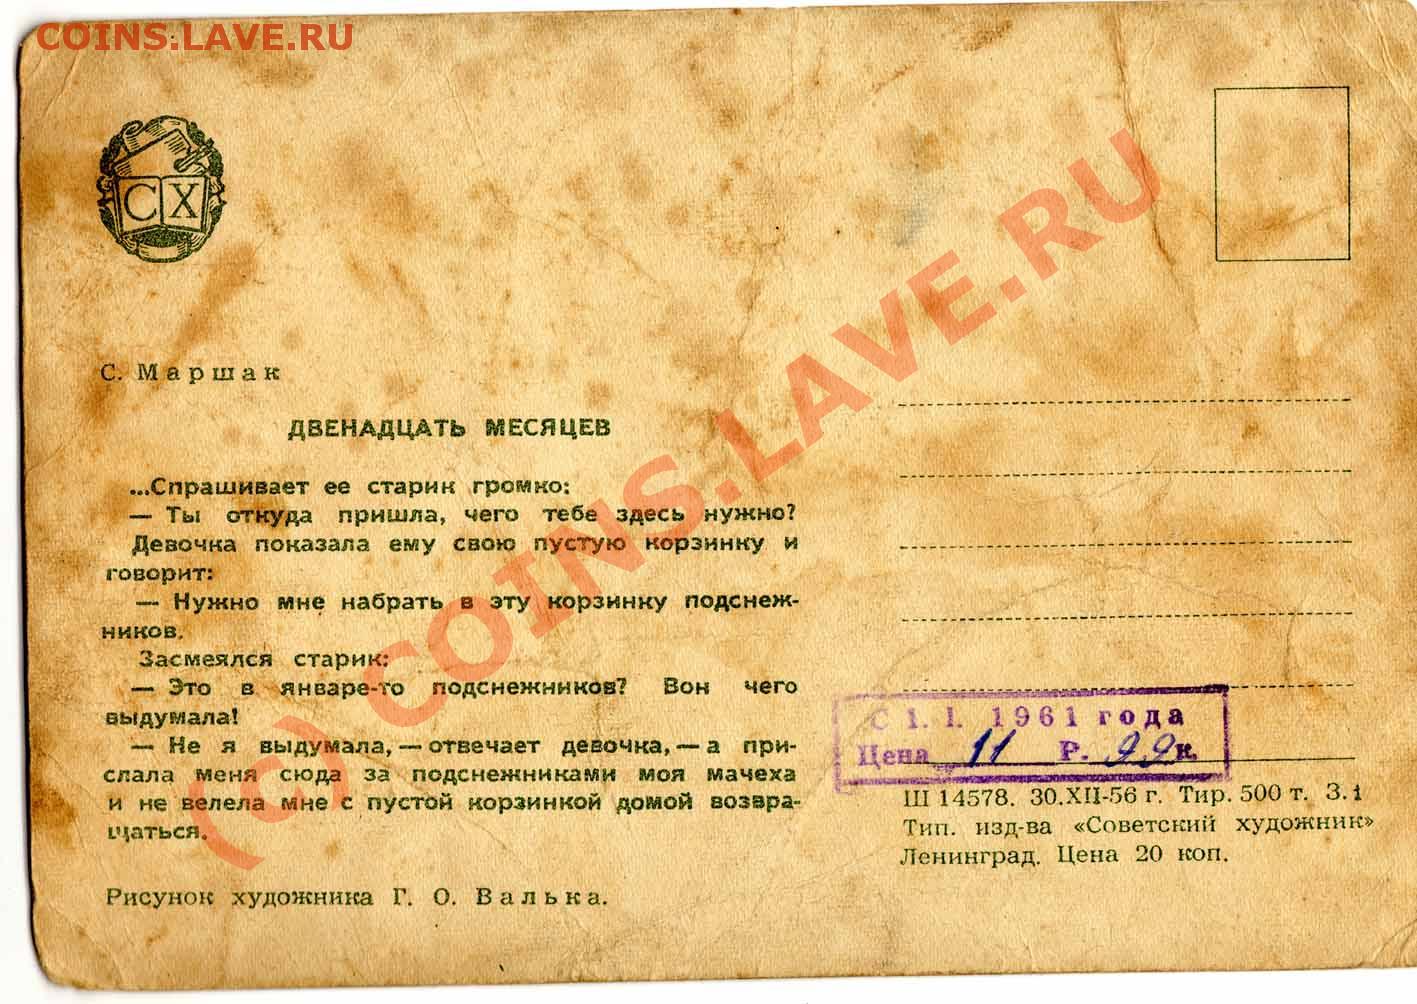 COINS.LAVE.RU
СХ
С. Маршак
ДВЕНАДЦАТЬ МЕСЯЦЕВ
...Спрашивает ее старик громко:
— Ты откуда пришла, чего тебе здесь нужно?
Девочка показала ему свою пустую корзинку и
говорит:
— Нужно мне набрать в эту корзинку подснеж-
ников.
Засмеялся старик:
— Это в январе-то подснежников? Вон чего
выдумала!
— Не я выдумала, — отвечает девочка, — а при-
слала меня сюда за подснежниками моя мачеха
и не велела мне с пустой корзинкой домой возвра-
щаться.
Рисунок художника Г. О. Валька.
С 1. I. 1961 года
Цена 11 Р. 99 к.
Ш 14578. 30.XII-56 г. Тир. 500 т. З. 1
Тип. изд-ва «Советский художник»
Ленинград. Цена 20 коп.
(c) COINS.LAVE.RU